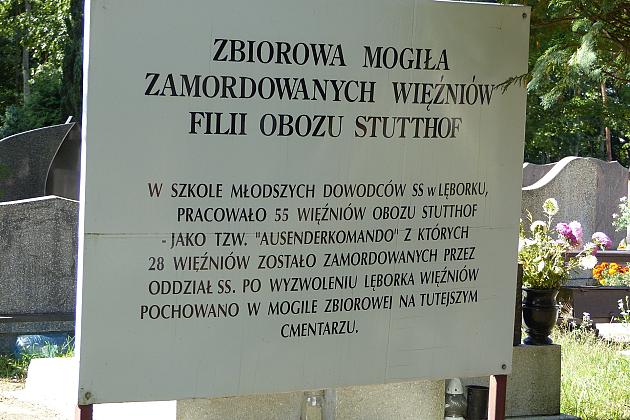 ZBIOROWA MOGIŁA
ZAMORDOWANYCH WIĘŹNIÓW
FILII OBOZU STUTTHOF
W SZKOLE MŁODSZYCH DOWODCÓW SS w LĘBORKU,
PRACOWAŁO 55 WIĘŹNIÓW OBOZU STUTTHOF
- JAKO TZW. "AUSENDERKOMANDO" Z KTÓRYCH
28 WIĘŹNIÓW ZOSTAŁO ZAMORDOWANYCH PRZEZ
ODDZIAŁ SS. PO WYZWOLENIU LĘBORKA WIĘŹNIÓW
POCHOWANO W MOGILE ZBIOROWEJ NA TUTEJSZYM
CMENTARZU.